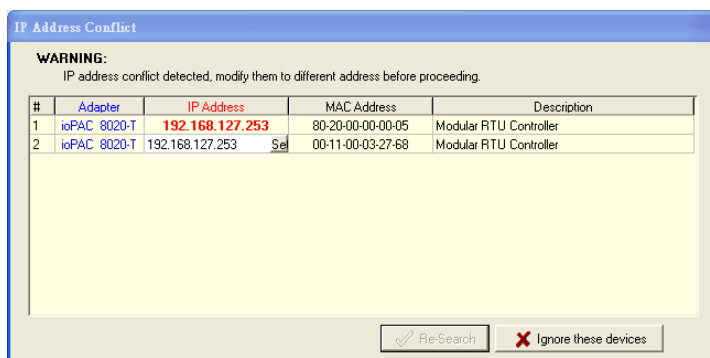 IP Address Conflict
WARNING:
IP address conflict detected, modify them to different address before proceeding.
# Adapter IP Address MAC Address Description
1 ioPAC 8020-T 192.168.127.253 80-20-00-00-00-05 Modular RTU Controller
2 ioPAC 8020-T 192.168.127.253 Sel 00-11-00-03-27-68 Modular RTU Controller
Re-Search Ignore these devices